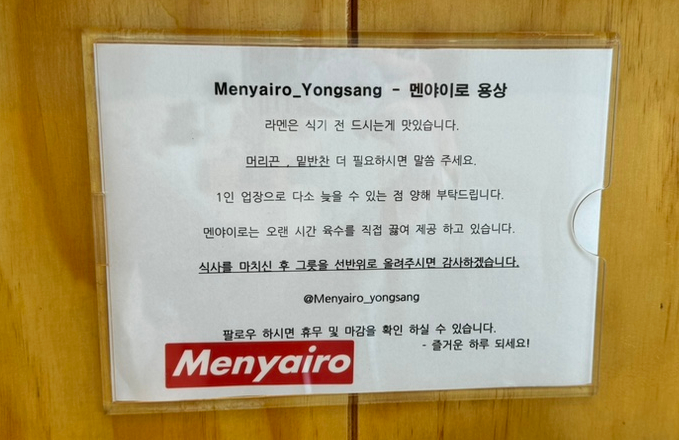 Menyairo_Yongsang - 멘야이로 용상
라멘은 식기 전 드시는게 맛있습니다.
머리끈 , 밑반찬 더 필요하시면 말씀 주세요.
1인 업장으로 다소 늦을 수 있는 점 양해 부탁드립니다.
멘야이로는 오랜 시간 육수를 직접 끓여 제공 하고 있습니다.
식사를 마치신 후 그릇을 선반위로 올려주시면 감사하겠습니다.
@Menyairo_yongsang
팔로우 하시면 휴무 및 마감을 확인 하실 수 있습니다.
- 즐거운 하루 되세요!
Menyairo